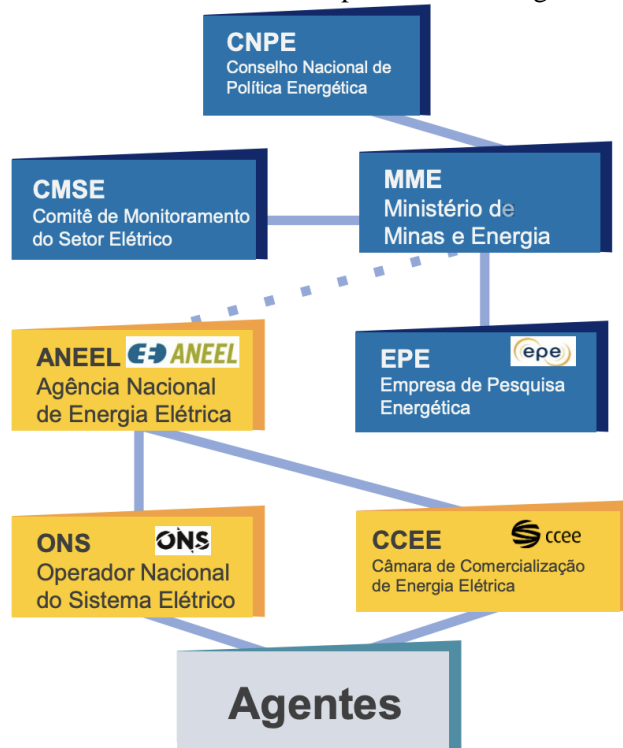 CNPE
Conselho Nacional de
Política Energética
CMSE
Comitê de Monitoramento
do Setor Elétrico
MME
Ministério de
Minas e Energia
ANEEL ANEEL
Agência Nacional
de Energia Elétrica
EPE epe
Empresa de Pesquisa
Energética
ONS ONS
Operador Nacional
do Sistema Elétrico
CCEE ccee
Câmara de Comercialização
de Energia Elétrica
Agentes